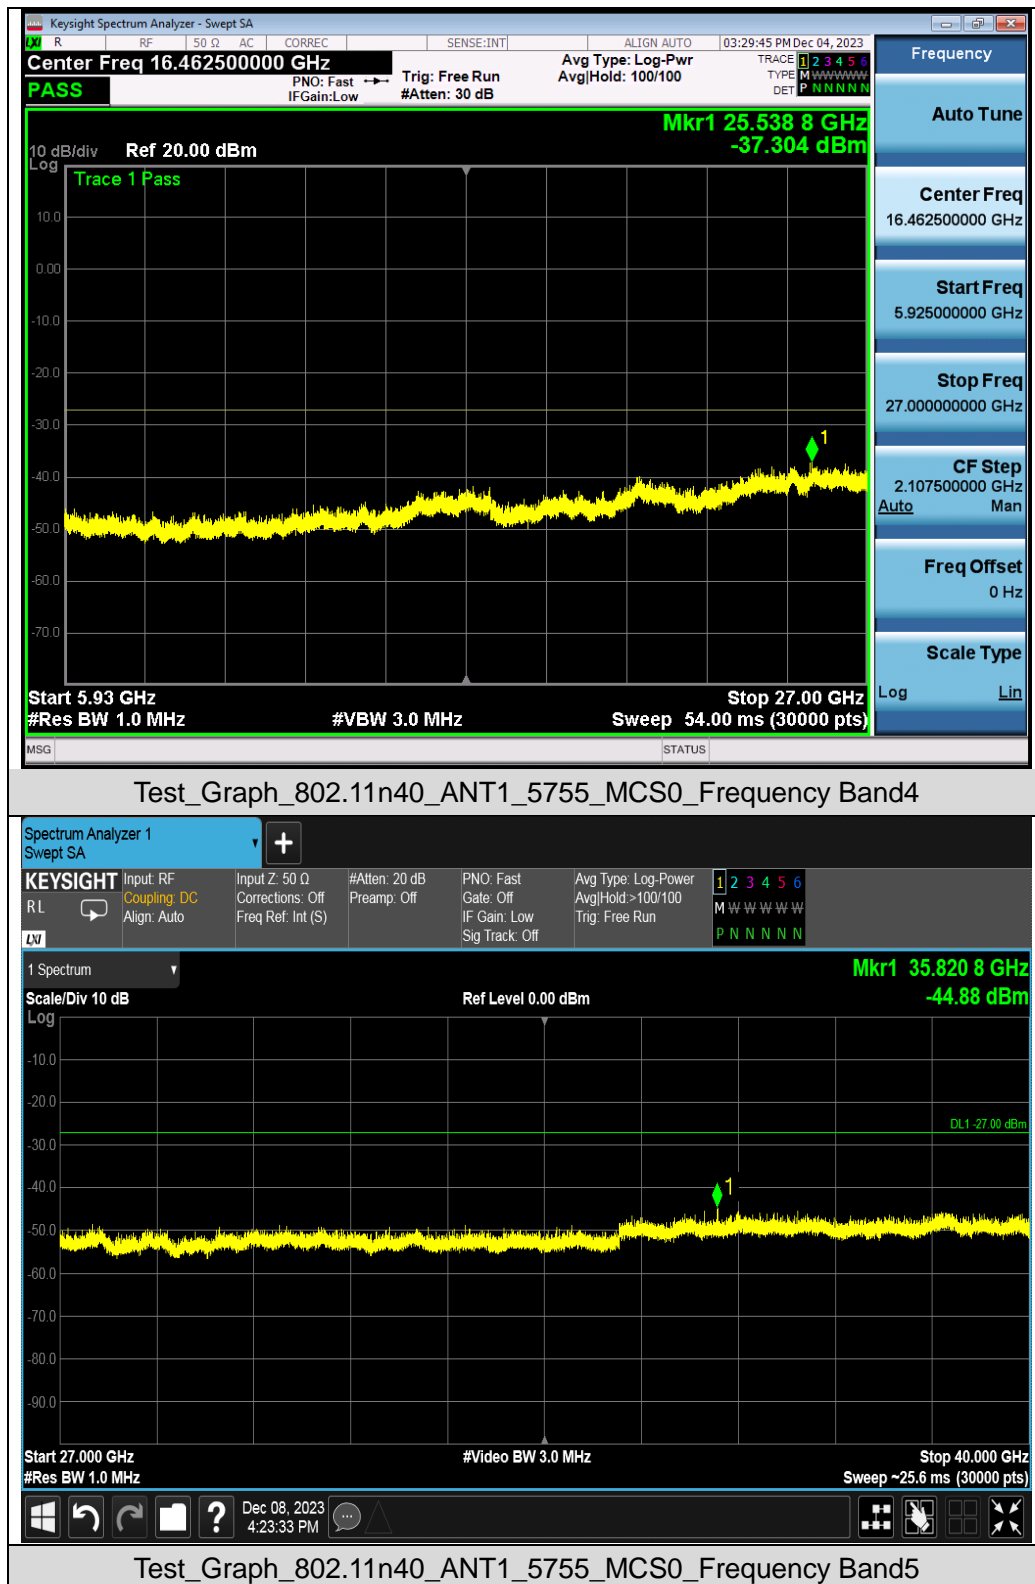 Keysight Spectrum Analyzer - Swept SA
LXI R RF 50 Ω AC CORREC SENSE:INT ALIGN AUTO 03:29:45 PM Dec 04, 2023
Center Freq 16.462500000 GHz
PNO: Fast
IFGain:Low
Trig: Free Run
#Atten: 30 dB
Avg Type: Log-Pwr
Avg|Hold: 100/100
TRACE 1 2 3 4 5 6
TYPE M W W W W W
DET P N N N N N
PASS
Mkr1 25.538 8 GHz
-37.304 dBm
10 dB/div Ref 20.00 dBm
Log
Trace 1 Pass
10.0
0.00
-10.0
-20.0
-30.0
-40.0
-50.0
-60.0
-70.0
1
Start 5.93 GHz Stop 27.00 GHz
#Res BW 1.0 MHz #VBW 3.0 MHz Sweep 54.00 ms (30000 pts)
MSG STATUS
Frequency
Auto Tune
Center Freq
16.462500000 GHz
Start Freq
5.925000000 GHz
Stop Freq
27.000000000 GHz
CF Step
2.107500000 GHz
Auto Man
Freq Offset
0 Hz
Scale Type
Log Lin
Test_Graph_802.11n40_ANT1_5755_MCS0_Frequency Band4
Spectrum Analyzer 1
Swept SA
+
KEYSIGHT
R L
LXI
Input: RF
Coupling: DC
Align: Auto
Input Z: 50 Ω
Corrections: Off
Freq Ref: Int (S)
#Atten: 20 dB
Preamp: Off
PNO: Fast
Gate: Off
IF Gain: Low
Sig Track: Off
Avg Type: Log-Power
Avg|Hold:>100/100
Trig: Free Run
1 2 3 4 5 6
M W W W W W
P N N N N N
1 Spectrum
Mkr1 35.820 8 GHz
Scale/Div 10 dB Ref Level 0.00 dBm -44.88 dBm
Log
-10.0
-20.0
DL1 -27.00 dBm
-30.0
-40.0
1
-50.0
-60.0
-70.0
-80.0
-90.0
Start 27.000 GHz #Video BW 3.0 MHz Stop 40.000 GHz
#Res BW 1.0 MHz Sweep ~25.6 ms (30000 pts)
?
Dec 08, 2023
4:23:33 PM
Test_Graph_802.11n40_ANT1_5755_MCS0_Frequency Band5